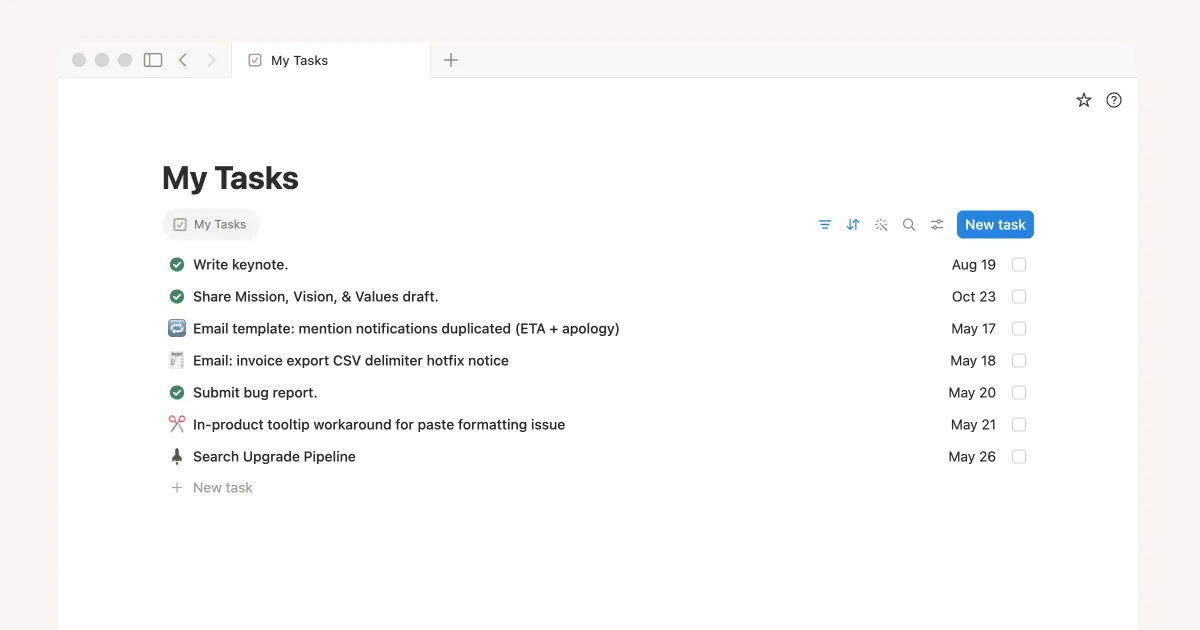 My Tasks
My Tasks
My Tasks
New task
Write keynote.
Aug 19
Share Mission, Vision, & Values draft.
Oct 23
Email template: mention notifications duplicated (ETA + apology)
May 17
Email: invoice export CSV delimiter hotfix notice
May 18
Submit bug report.
May 20
In-product tooltip workaround for paste formatting issue
May 21
Search Upgrade Pipeline
May 26
New task